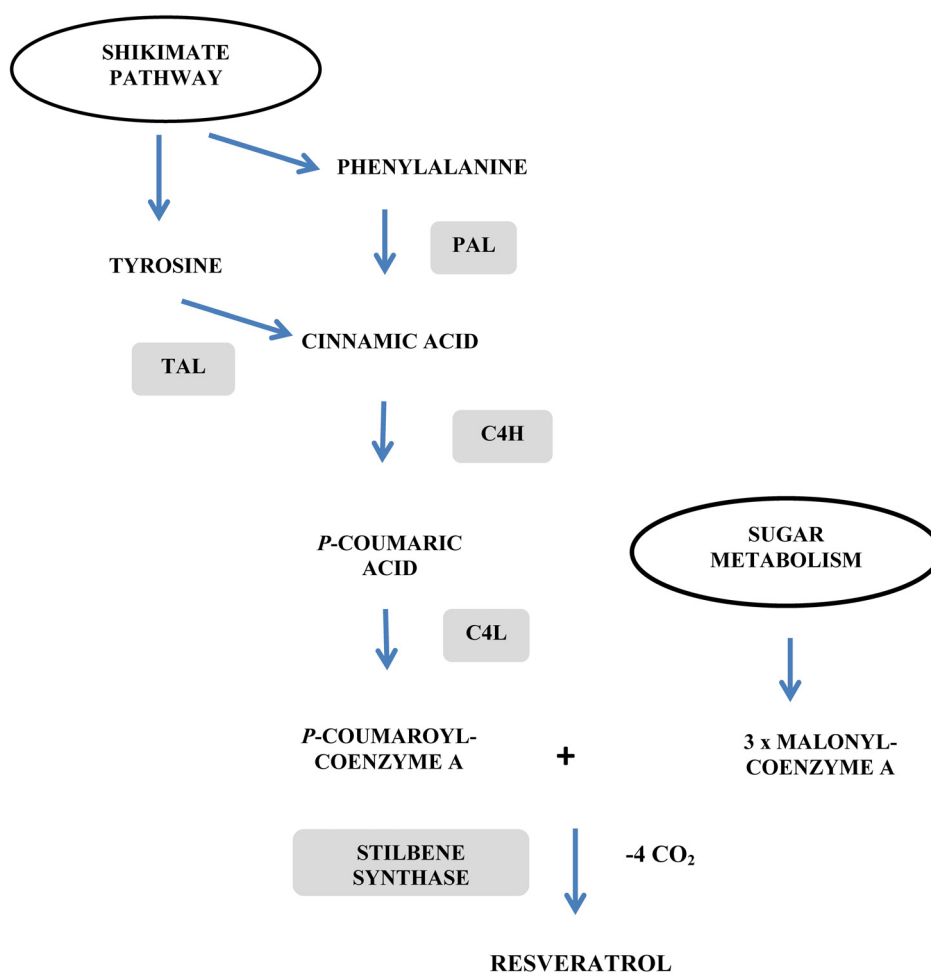 SHIKIMATE
PATHWAY
PHENYLALANINE
PAL
TYROSINE
CINNAMIC ACID
TAL
C4H
P-COUMARIC
ACID
SUGAR
METABOLISM
C4L
P-COUMAROYL-
COENZYME A
+
3 x MALONYL-
COENZYME A
STILBENE
SYNTHASE
-4 CO₂
RESVERATROL